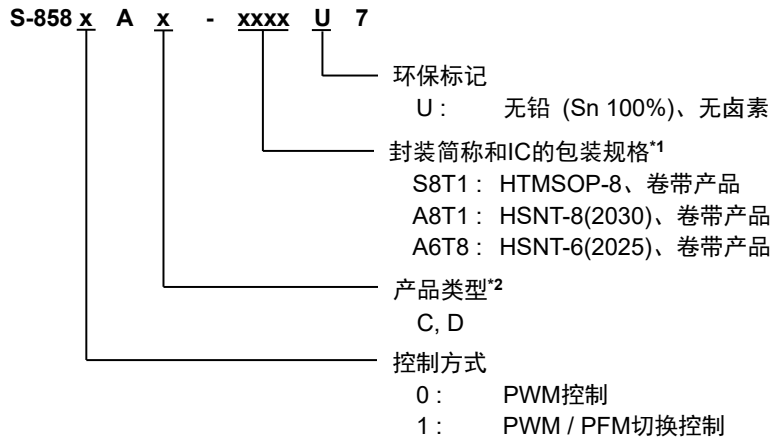 S-858 x A x - xxxx U 7
环保标记
U : 无铅 (Sn 100%)、无卤素
封装简称和IC的包装规格*1
S8T1 : HTMSOP-8、卷带产品
A8T1 : HSNT-8(2030)、卷带产品
A6T8 : HSNT-6(2025)、卷带产品
产品类型*2
C, D
控制方式
0 : PWM控制
1 : PWM / PFM切换控制